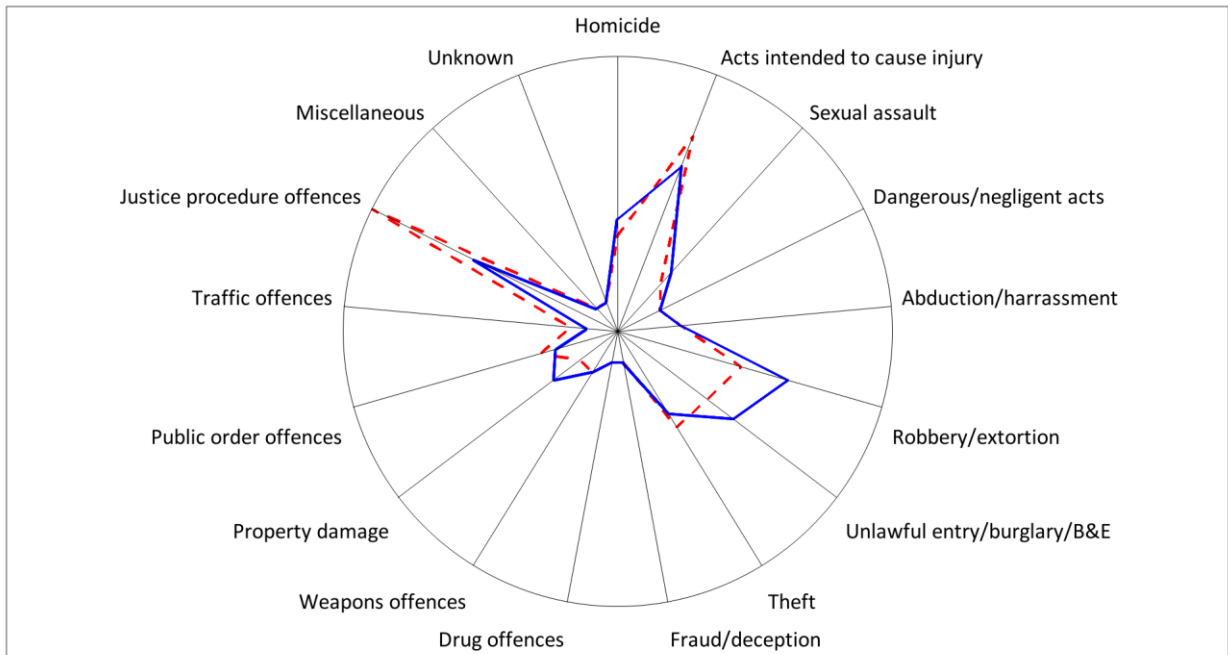 Homicide
Unknown
Acts intended to cause injury
Miscellaneous
Sexual assault
Justice procedure offences
Dangerous/negligent acts
Traffic offences
Abduction/harrassment
Public order offences
Robbery/extortion
Property damage
Unlawful entry/burglary/B&E
Weapons offences
Theft
Drug offences
Fraud/deception